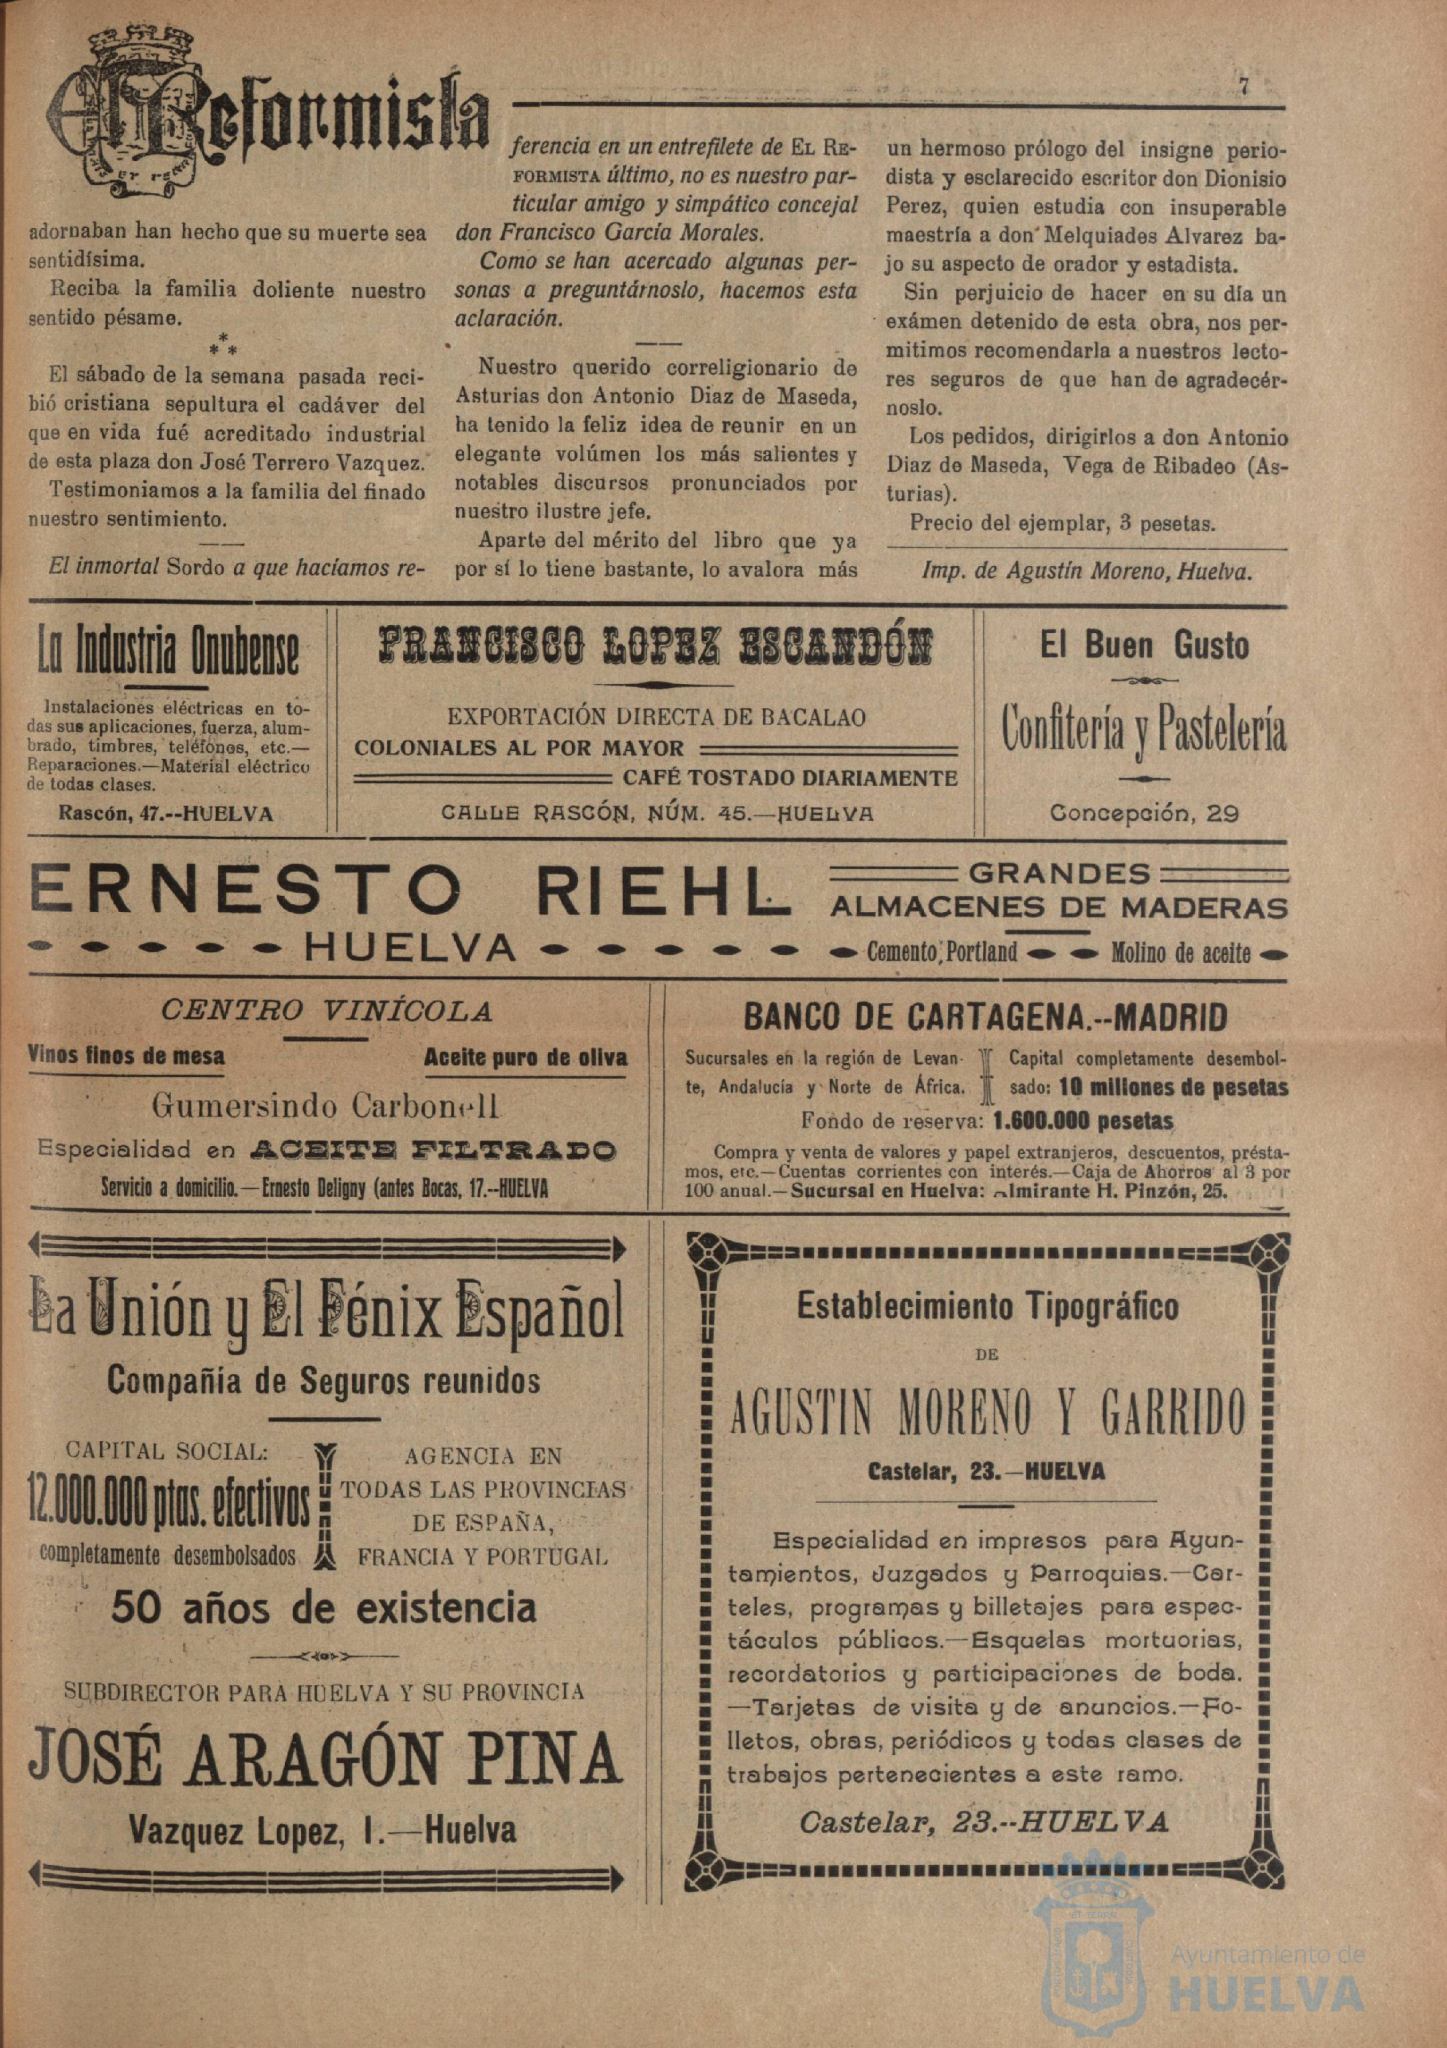 El Reformista
7
adornaban han hecho que su muerte sea
sentidísima.
Reciba la familia doliente nuestro
sentido pésame.
***
El sábado de la semana pasada reci-
bió cristiana sepultura el cadáver del
que en vida fué acreditado industrial
de esta plaza don José Terrero Vazquez.
Testimoniamos a la familia del finado
nuestro sentimiento.
El inmortal Sordo a que hacíamos re-
ferencia en un entrefilete de EL RE-
FORMISTA último, no es nuestro par-
ticular amigo y simpático concejal
don Francisco García Morales.
Como se han acercado algunas per-
sonas a preguntárnoslo, hacemos esta
aclaración.
Nuestro querido correligionario de
Asturias don Antonio Diaz de Maseda,
ha tenido la feliz idea de reunir en un
elegante volúmen los más salientes y
notables discursos pronunciados por
nuestro ilustre jefe.
Aparte del mérito del libro que ya
por sí lo tiene bastante, lo avalora más
un hermoso prólogo del insigne perio-
dista y esclarecido escritor don Dionisio
Perez, quien estudia con insuperable
maestría a don Melquiades Alvarez ba-
jo su aspecto de orador y estadista.
Sin perjuicio de hacer en su día un
exámen detenido de esta obra, nos per-
mitimos recomendarla a nuestros lecto-
res seguros de que han de agradecér-
noslo.
Los pedidos, dirigirlos a don Antonio
Diaz de Maseda, Vega de Ribadeo (As-
turias).
Precio del ejemplar, 3 pesetas.
Imp. de Agustín Moreno, Huelva.
La Industria Onubense
Instalaciones eléctricas en to-
das sus aplicaciones, fuerza, alum-
brado, timbres, teléfonos, etc.—
Reparaciones.—Material eléctrico
de todas clases.
Rascón, 47.--HUELVA
FRANCISCO LOPEZ ESCANDÓN
EXPORTACIÓN DIRECTA DE BACALAO
COLONIALES AL POR MAYOR
CAFÉ TOSTADO DIARIAMENTE
CALLE RASCÓN, NÚM. 45.—HUELVA
El Buen Gusto
Confitería y Pastelería
Concepción, 29
ERNESTO RIEHL
HUELVA
GRANDES
ALMACENES DE MADERAS
Cemento Portland
Molino de aceite
CENTRO VINÍCOLA
Vinos finos de mesa
Aceite puro de oliva
Gumersindo Carbonell
Especialidad en ACEITE FILTRADO
Servicio a domicilio.—Ernesto Deligny (antes Bocas, 17.--HUELVA
BANCO DE CARTAGENA.--MADRID
Sucursales en la región de Levan-
te, Andalucía y Norte de África.
Capital completamente desembol-
sado: 10 millones de pesetas
Fondo de reserva: 1.600.000 pesetas
Compra y venta de valores y papel extranjeros, descuentos, présta-
mos, etc.—Cuentas corrientes con interés.—Caja de Ahorros al 3 por
100 anual.—Sucursal en Huelva: Almirante H. Pinzón, 25.
La Unión y El Fénix Español
Compañía de Seguros reunidos
CAPITAL SOCIAL:
12.000.000 ptas. efectivos
completamente desembolsados
AGENCIA EN
TODAS LAS PROVINCIAS
DE ESPAÑA,
FRANCIA Y PORTUGAL
50 años de existencia
SUBDIRECTOR PARA HUELVA Y SU PROVINCIA
JOSÉ ARAGÓN PINA
Vazquez Lopez, 1.—Huelva
Establecimiento Tipográfico
DE
AGUSTIN MORENO Y GARRIDO
Castelar, 23.—HUELVA
Especialidad en impresos para Ayun-
tamientos, Juzgados y Parroquias.—Car-
teles, programas y billetajes para espec-
táculos públicos.—Esquelas mortuorias,
recordatorios y participaciones de boda.
—Tarjetas de visita y de anuncios.—Fo-
lletos, obras, periódicos y todas clases de
trabajos pertenecientes a este ramo.
Castelar, 23.--HUELVA
Ayuntamiento de
HUELVA